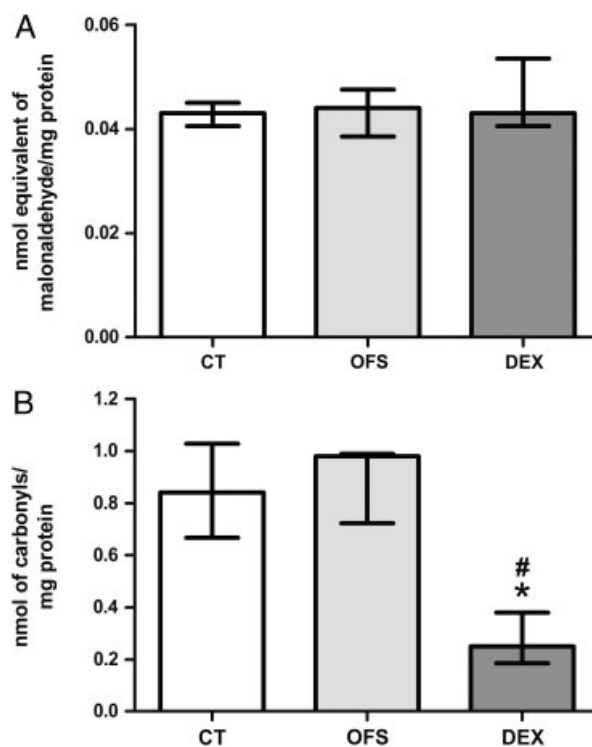 A
nmol equivalent of
malonaldehyde/mg protein
0.06
0.04
0.02
0.00
CT OFS DEX
B
nmol of carbonyls/
mg protein
1.2
1.0
0.8
0.6
0.4
0.2
0.0
#
*
CT OFS DEX